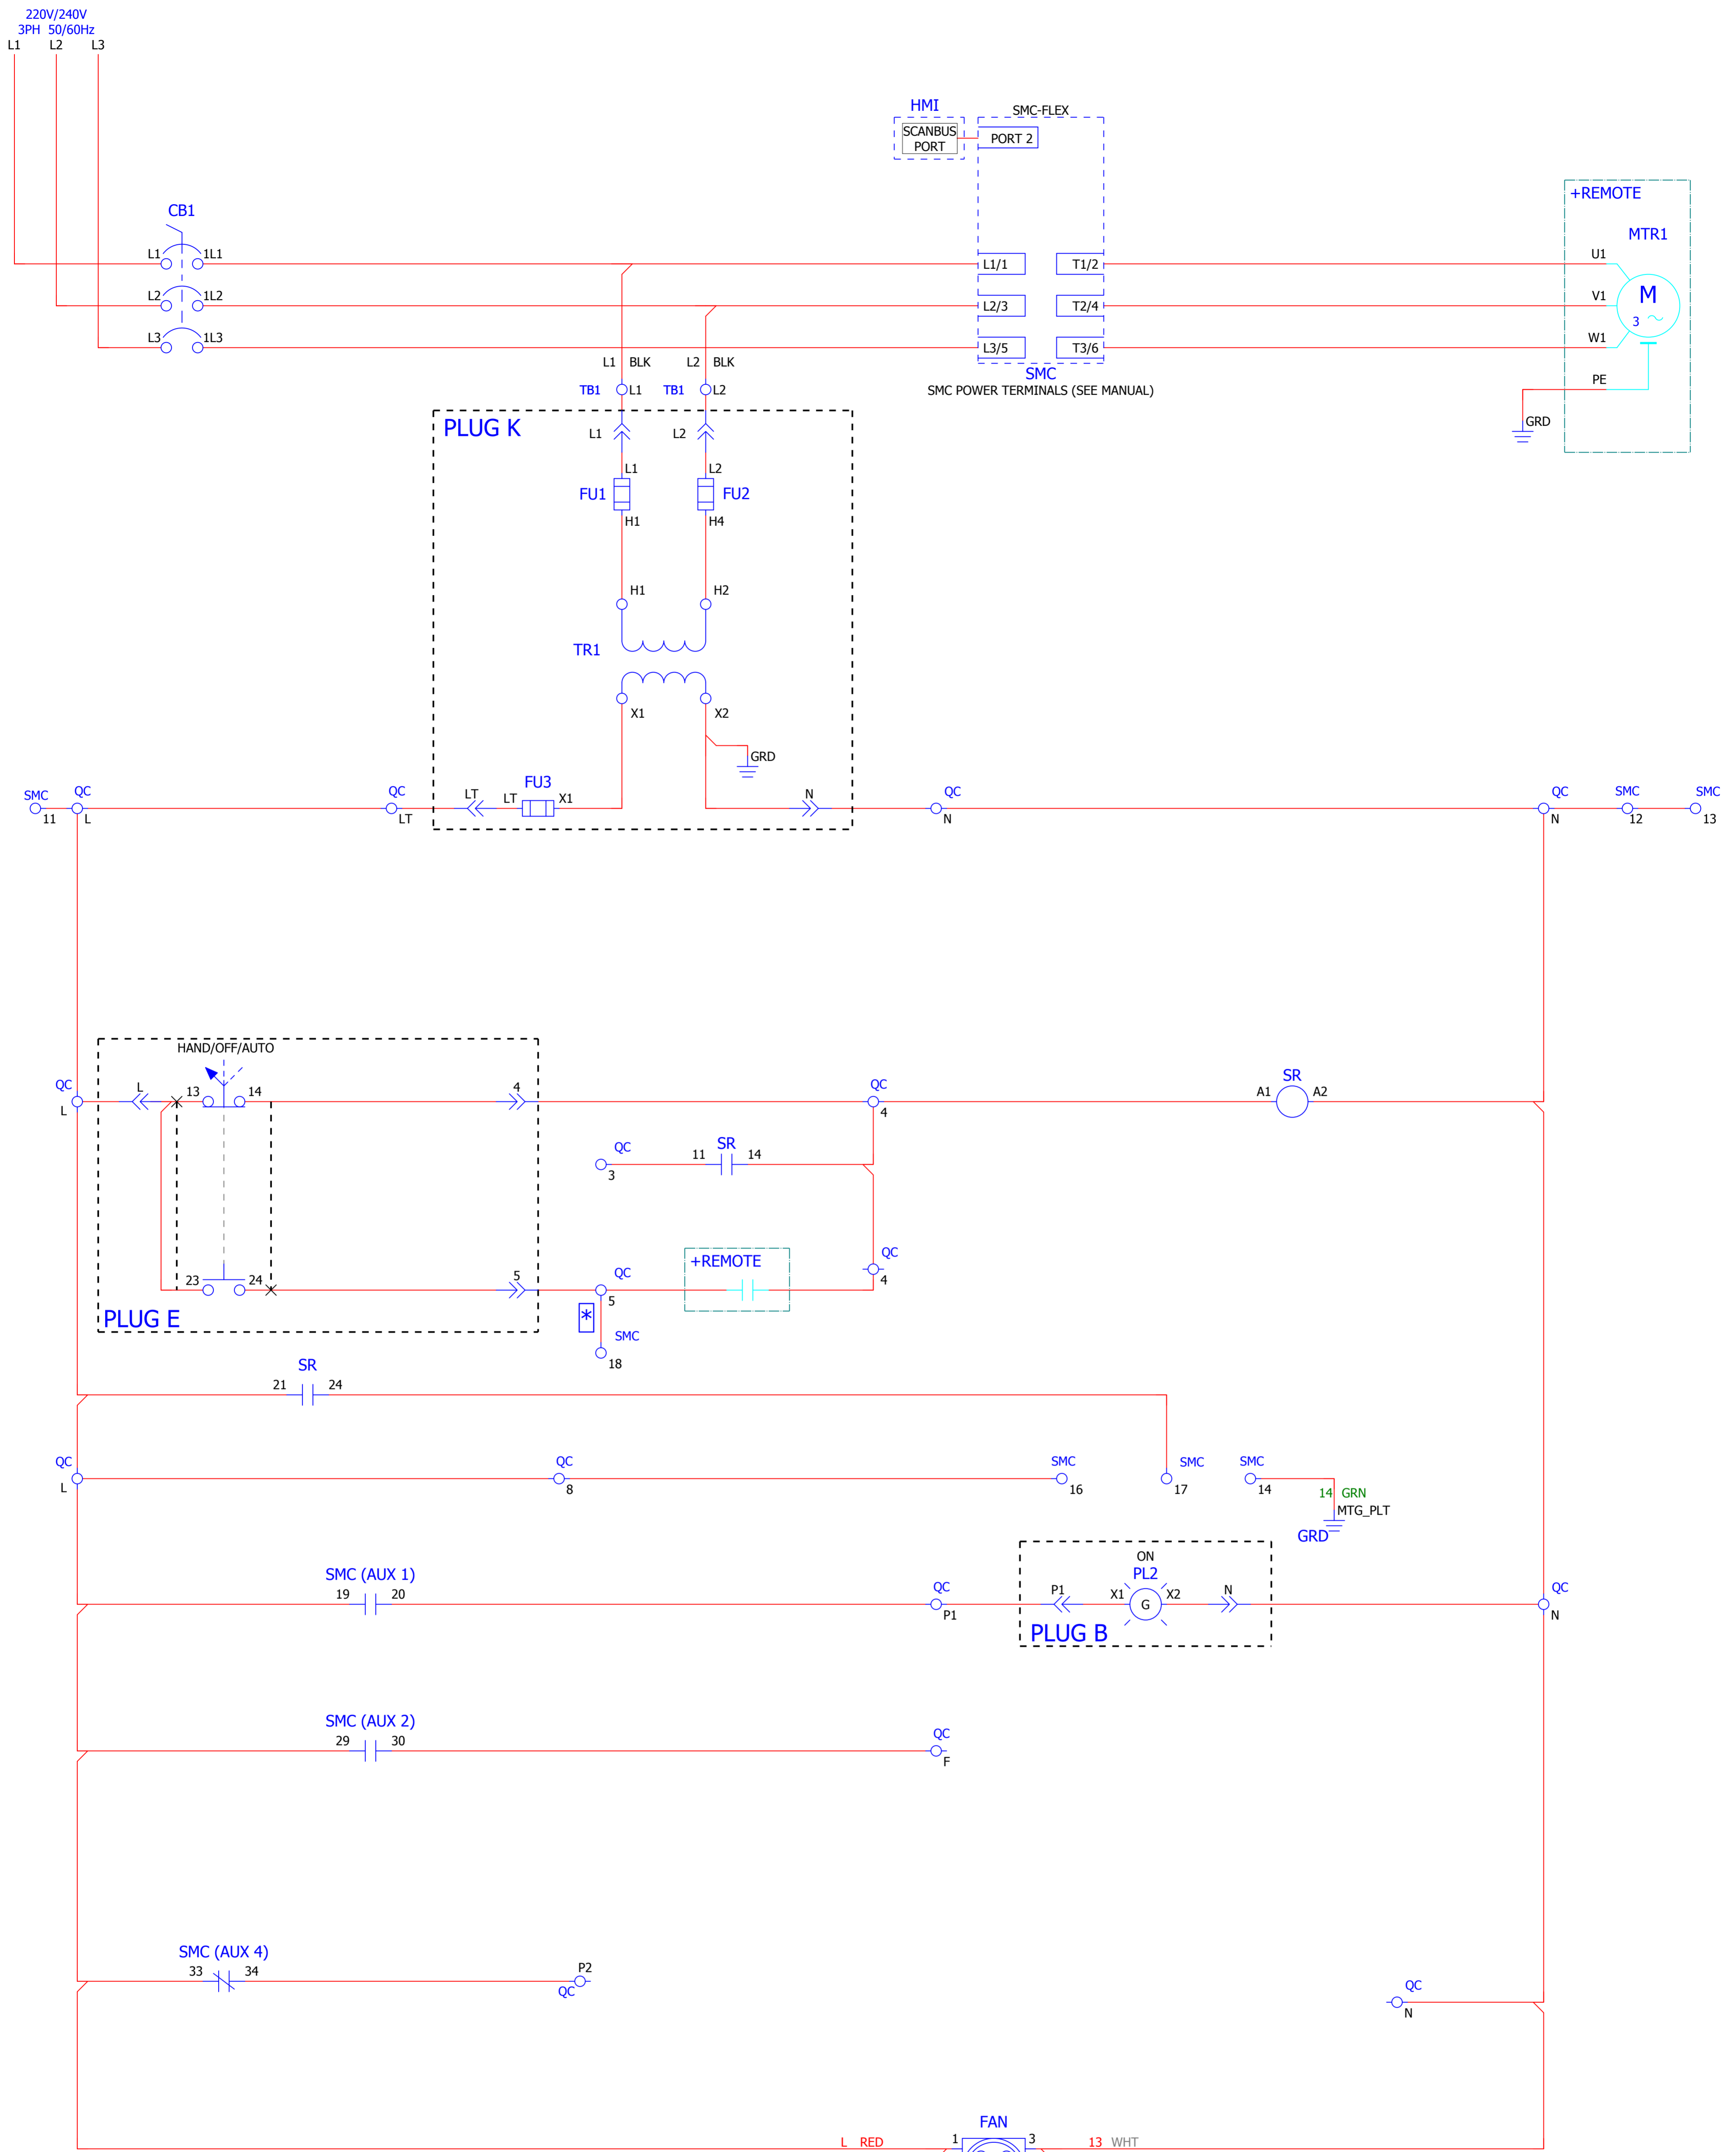 220V/240V
3PH 50/60Hz
L1 L2 L3
HMI
SMC-FLEX
SCANBUS
PORT
PORT 2
+REMOTE
CB1
MTR1
L1 1L1
L1/1 T1/2
U1
L2 1L2
L2/3 T2/4
V1
M
3
L3 1L3
L3/5 T3/6
W1
L1 BLK L2 BLK
SMC
PE
TB1 L1 TB1 L2
SMC POWER TERMINALS (SEE MANUAL)
GRD
PLUG K
L1 L2
L1 L2
FU1 FU2
H1 H4
H1 H2
TR1
X1 X2
GRD
FU3
SMC QC QC
LT LT X1 N
QC QC SMC SMC
11 L LT N N 12 13
HAND/OFF/AUTO
QC L 13 14 4 QC
SR
A1 A2
L 4
QC SR
11 14
3
+REMOTE
QC
4
23 24 5 QC
5
PLUG E
*
SMC
18
SR
21 24
QC QC SMC SMC SMC
L 8 16 17 14
14 GRN
MTG_PLT
GRD
ON
SMC (AUX 1)
PL2
19 20 QC P1 X1 G X2 N QC
P1 N
PLUG B
SMC (AUX 2)
29 30 QC
F
SMC (AUX 4)
33 34 P2
QC
QC
N
FAN
L RED 1 3 13 WHT